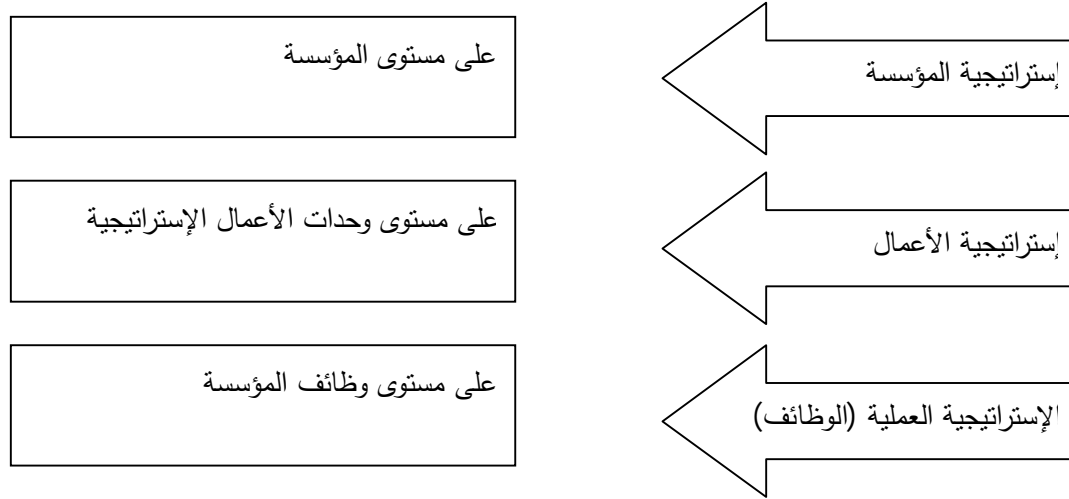 إستراتيجية المؤسسة
على مستوى المؤسسة
إستراتيجية الأعمال
على مستوى وحدات الأعمال الإستراتيجية
الإستراتيجية العملية (الوظائف)
على مستوى وظائف المؤسسة